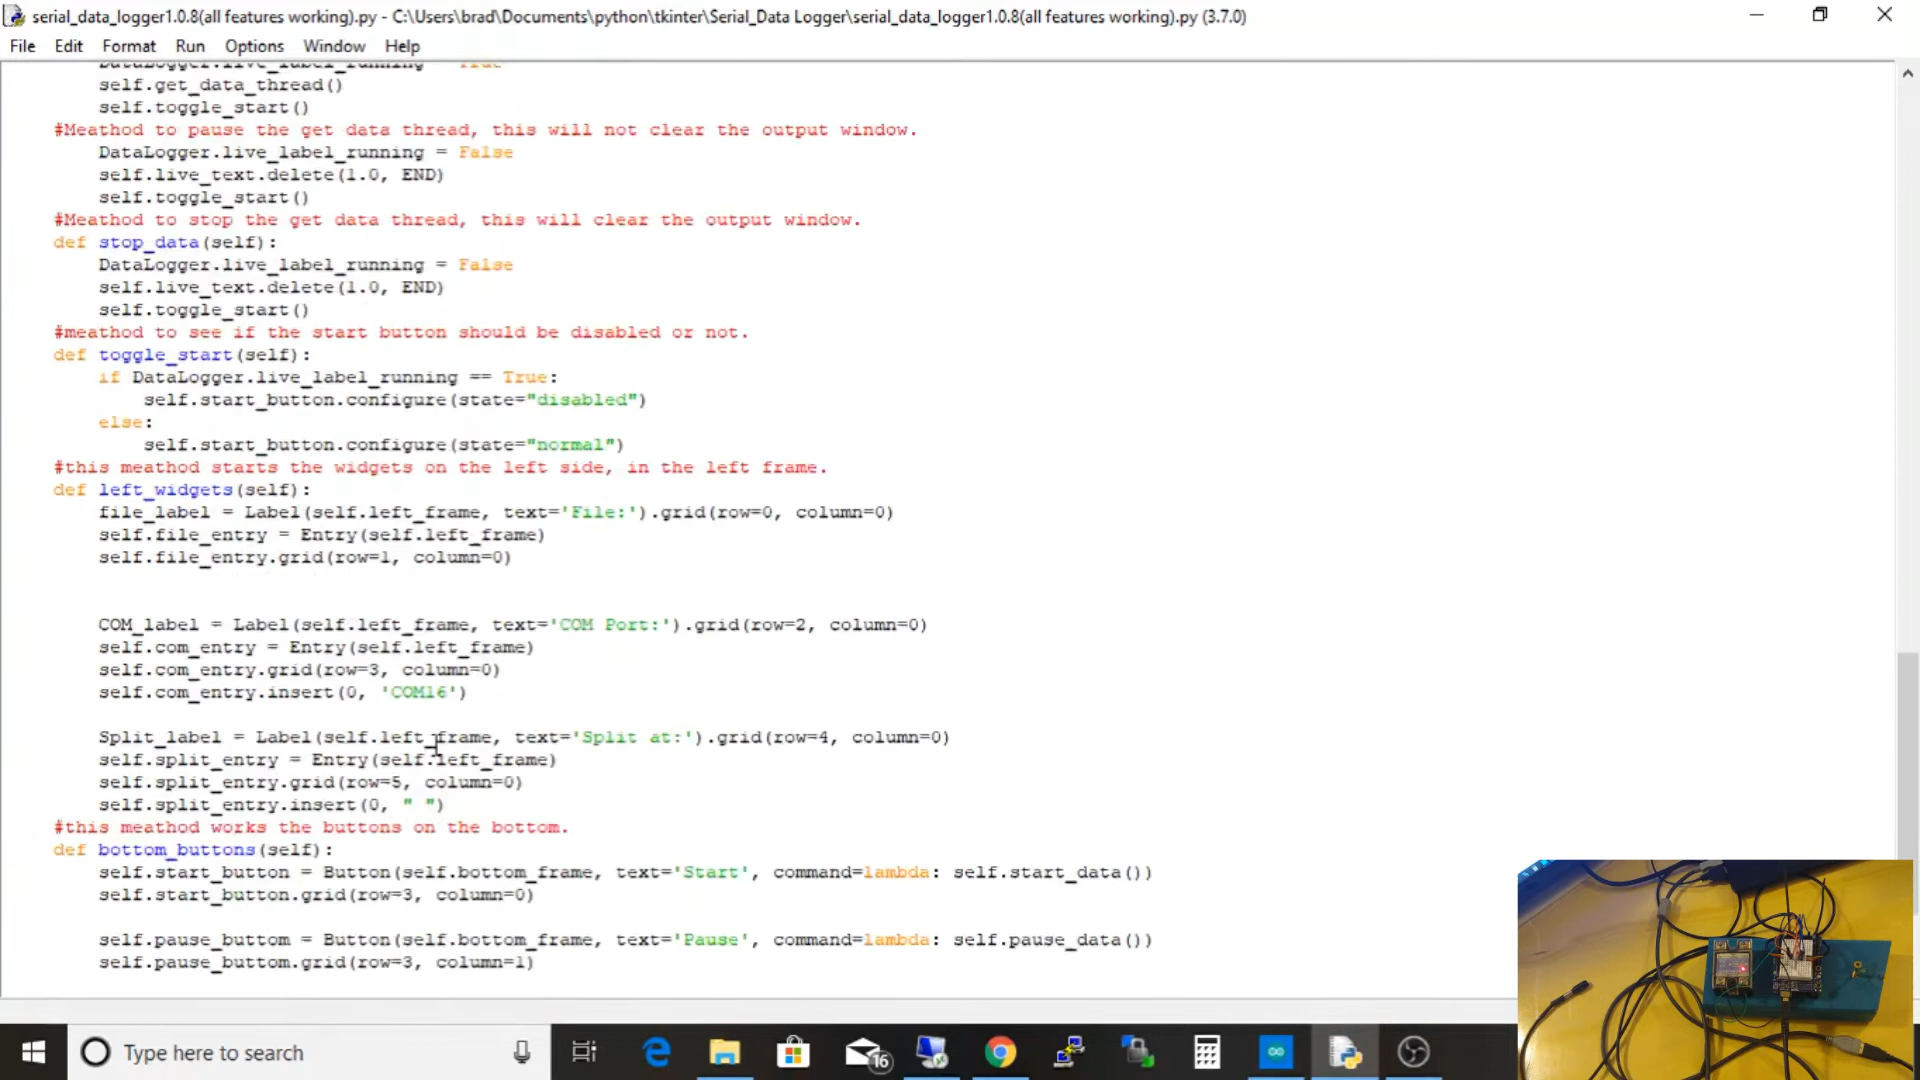 serial_data_logger1.0.8(all features working).py - C:\Users\brad\Documents\python\tkinter\Serial_Data Logger\serial_data_logger1.0.8(all features working).py (3.7.0)
File Edit Format Run Options Window Help
DataLogger.live_label_running = True
self.get_data_thread()
self.toggle_start()
#Meathod to pause the get data thread, this will not clear the output window.
DataLogger.live_label_running = False
self.live_text.delete(1.0, END)
self.toggle_start()
#Meathod to stop the get data thread, this will clear the output window.
def stop_data(self):
DataLogger.live_label_running = False
self.live_text.delete(1.0, END)
self.toggle_start()
#meathod to see if the start button should be disabled or not.
def toggle_start(self):
if DataLogger.live_label_running == True:
self.start_button.configure(state="disabled")
else:
self.start_button.configure(state="normal")
#this meathod starts the widgets on the left side, in the left frame.
def left_widgets(self):
file_label = Label(self.left_frame, text='File:').grid(row=0, column=0)
self.file_entry = Entry(self.left_frame)
self.file_entry.grid(row=1, column=0)
COM_label = Label(self.left_frame, text='COM Port:').grid(row=2, column=0)
self.com_entry = Entry(self.left_frame)
self.com_entry.grid(row=3, column=0)
self.com_entry.insert(0, 'COM16')
Split_label = Label(self.left_frame, text='Split at:').grid(row=4, column=0)
self.split_entry = Entry(self.left_frame)
self.split_entry.grid(row=5, column=0)
self.split_entry.insert(0, " ")
#this meathod works the buttons on the bottom.
def bottom_buttons(self):
self.start_button = Button(self.bottom_frame, text='Start', command=lambda: self.start_data())
self.start_button.grid(row=3, column=0)
self.pause_buttom = Button(self.bottom_frame, text='Pause', command=lambda: self.pause_data())
self.pause_buttom.grid(row=3, column=1)
Type here to search
16